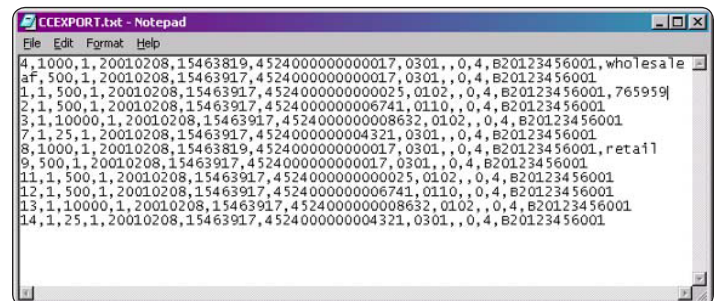 CCEXPORT.txt - Notepad
File Edit Format Help
4,1000,1,20010208,15463819,4524000000000017,0301,,0,4,B20123456001,wholesale
af,500,1,20010208,15463917,4524000000000017,0301,,0,4,B20123456001
1,1,500,1,20010208,15463917,4524000000000025,0102,,0,4,B20123456001,765959
2,1,500,1,20010208,15463917,4524000000006741,0110,,0,4,B20123456001
3,1,10000,1,20010208,15463917,4524000000008632,0102,,0,4,B20123456001
7,1,25,1,20010208,15463917,4524000000004321,0301,,0,4,B20123456001
8,1000,1,20010208,15463819,4524000000000017,0301,,0,4,B20123456001,retail
9,500,1,20010208,15463917,4524000000000017,0301,,0,4,B20123456001
11,1,500,1,20010208,15463917,4524000000000025,0102,,0,4,B20123456001
12,1,500,1,20010208,15463917,4524000000006741,0110,,0,4,B20123456001
13,1,10000,1,20010208,15463917,4524000000008632,0102,,0,4,B20123456001
14,1,25,1,20010208,15463917,4524000000004321,0301,,0,4,B20123456001